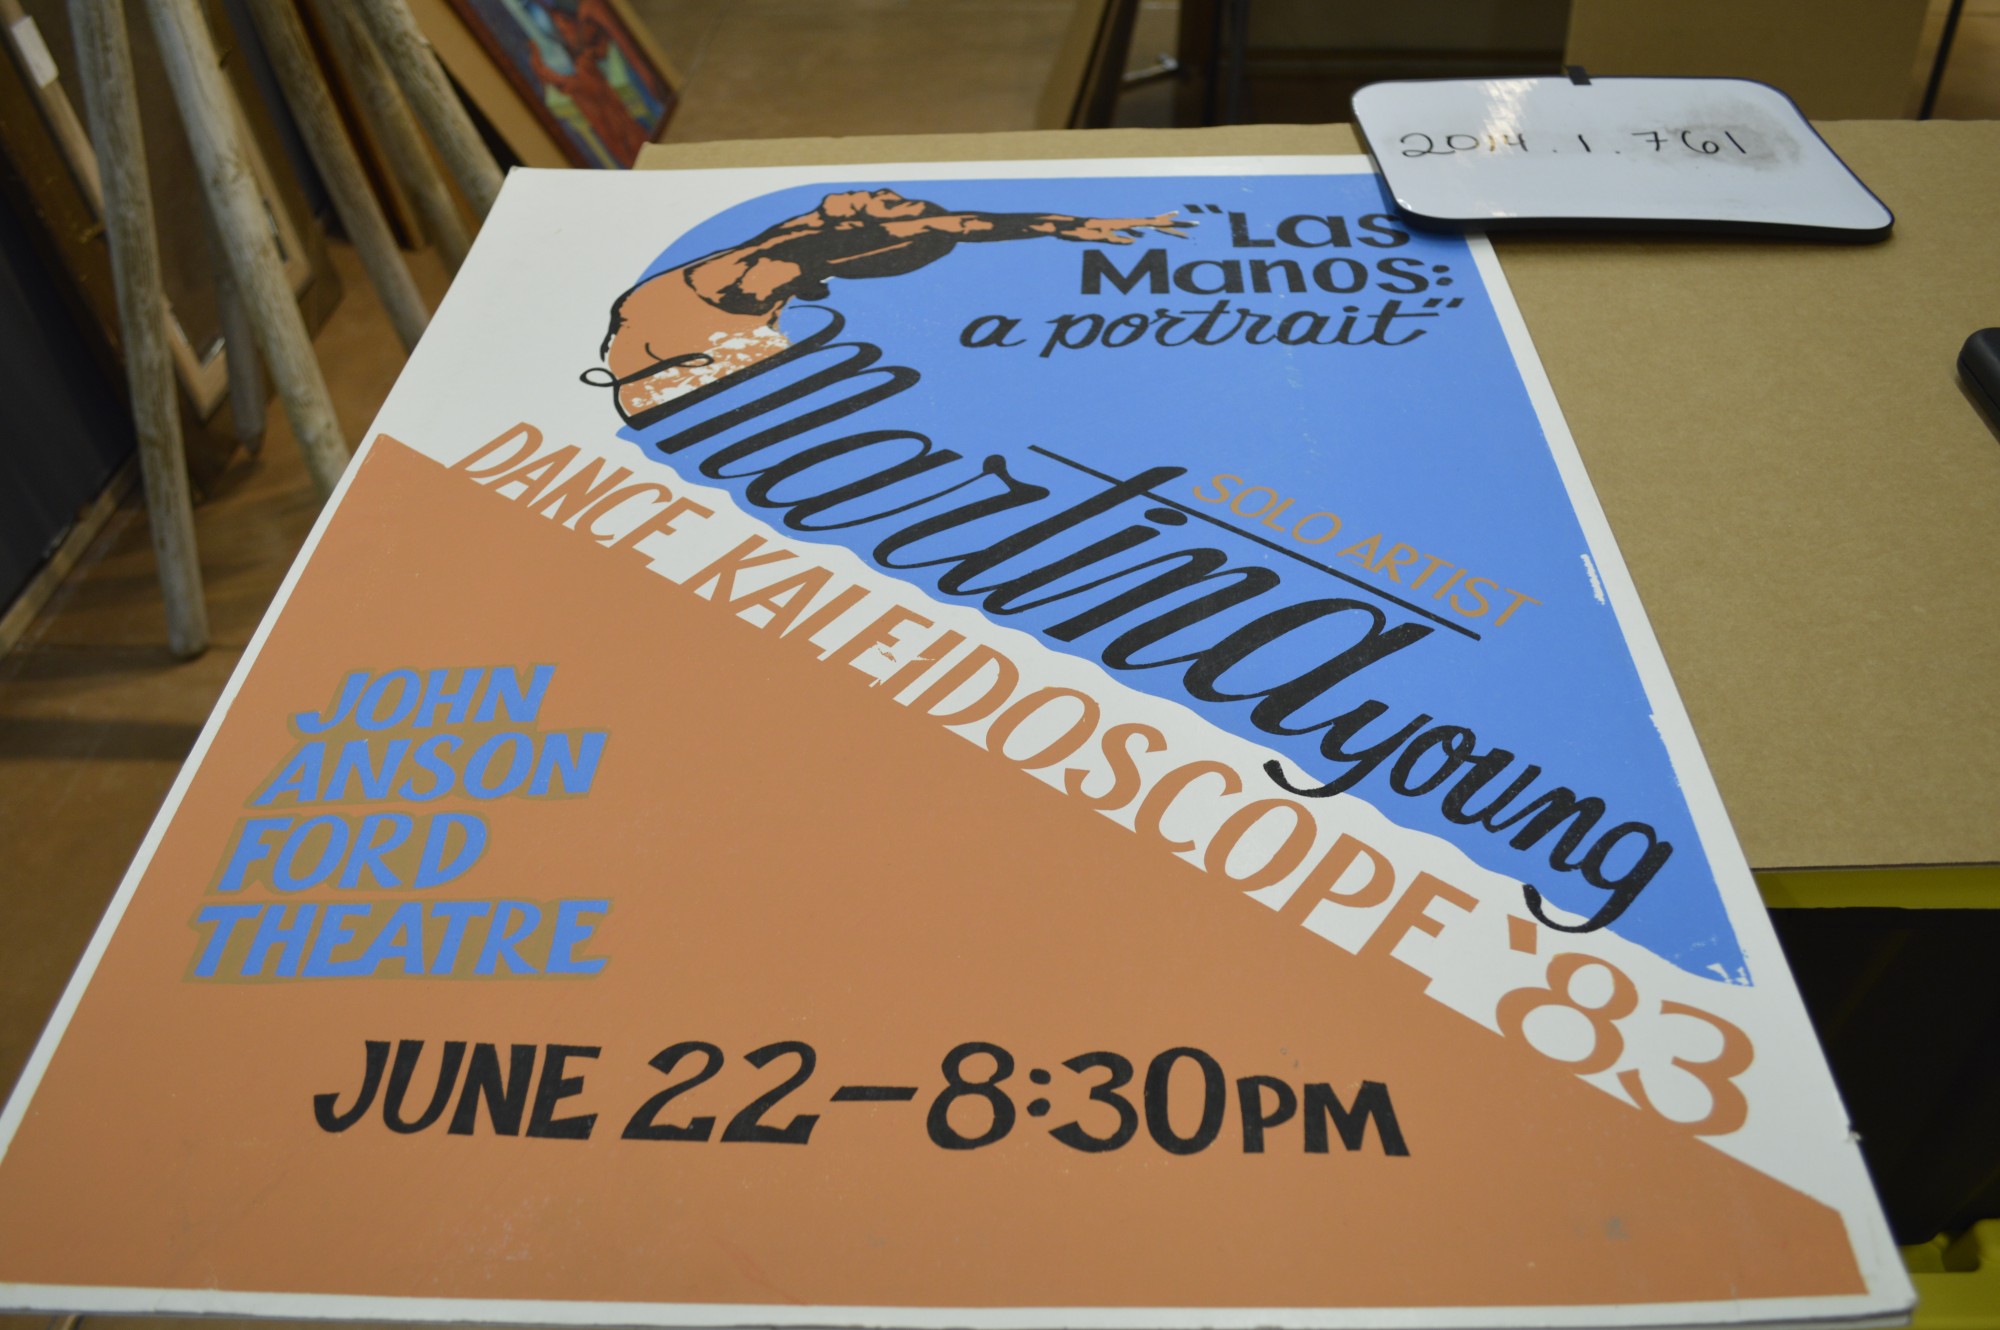 2014.1.761
"Las
Manos:
a portrait"
SOLO ARTIST
Martina young
DANCE KALEIDOSCOPE '83
JOHN
ANSON
FORD
THEATRE
JUNE 22-8:30PM